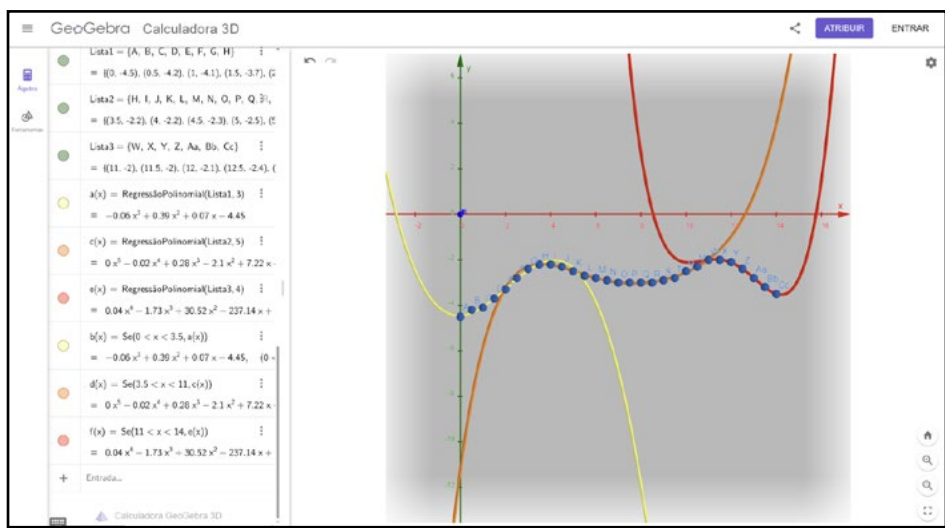 GeoGebra Calculadora 3D
ATRIBUIR
ENTRAR
Álgebra
Ferramentas
Lista1 = {A, B, C, D, E, F, G, H}
= {(0, -4.5), (0.5, -4.2), (1, -4.1), (1.5, -3.7), (2
Lista2 = {H, I, J, K, L, M, N, O, P, Q, R,
= {(3.5, -2.2), (4, -2.2), (4.5, -2.3), (5, -2.5), (5
Lista3 = {W, X, Y, Z, Aa, Bb, Cc}
= {(11, -2), (11.5, -2), (12, -2.1), (12.5, -2.4), (
a(x) = RegressãoPolinomial(Lista1, 3)
= −0.06 x³ + 0.39 x² + 0.07 x − 4.45
c(x) = RegressãoPolinomial(Lista2, 5)
= 0 x⁵ − 0.02 x⁴ + 0.28 x³ − 2.1 x² + 7.22 x −
e(x) = RegressãoPolinomial(Lista3, 4)
= 0.04 x⁴ − 1.73 x³ + 30.52 x² − 237.14 x +
b(x) = Se(0 < x < 3.5, a(x))
= −0.06 x³ + 0.39 x² + 0.07 x − 4.45, (0 <
d(x) = Se(3.5 < x < 11, c(x))
= 0 x⁵ − 0.02 x⁴ + 0.28 x³ − 2.1 x² + 7.22 x −
f(x) = Se(11 < x < 14, e(x))
= 0.04 x⁴ − 1.73 x³ + 30.52 x² − 237.14 x +
Entrada...
Calculadora GeoGebra 3D
y
x